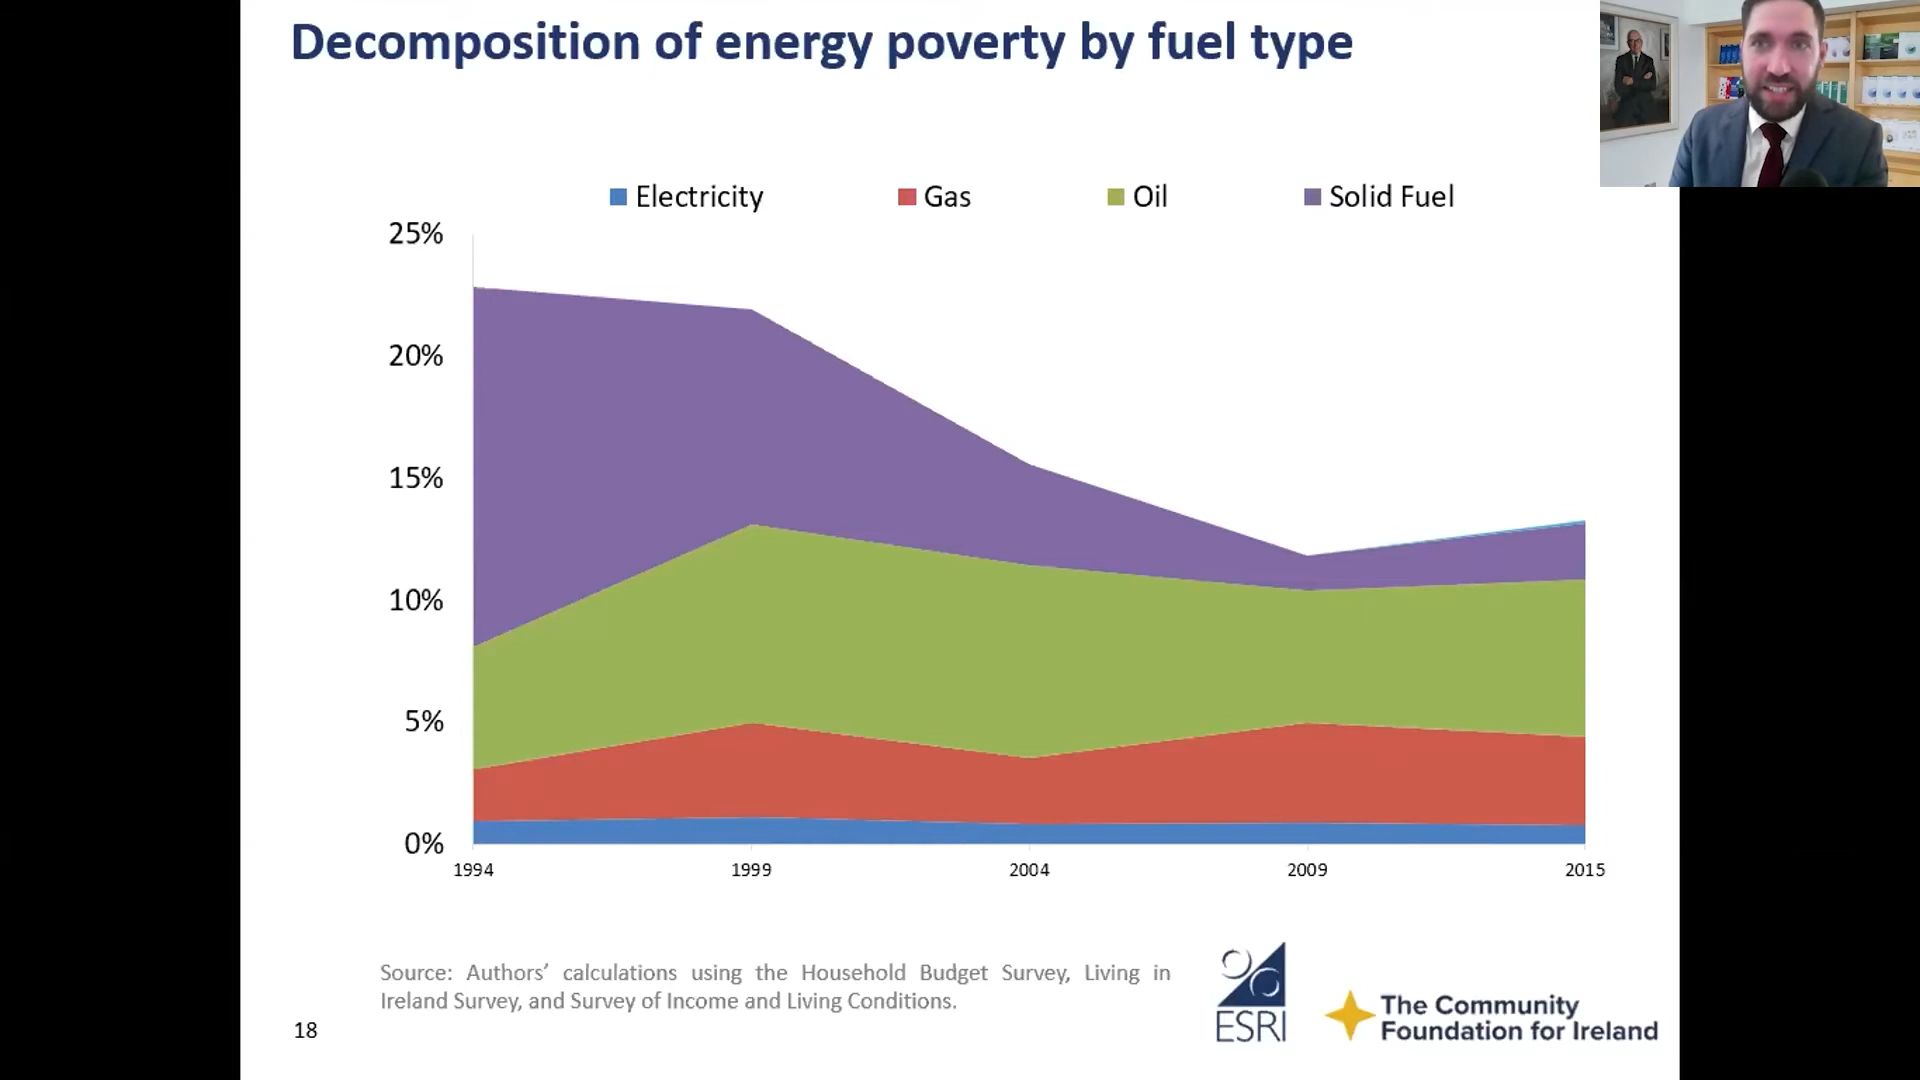 Decomposition of energy poverty by fuel type
Electricity
Gas
Oil
Solid Fuel
25%
20%
15%
10%
5%
0%
1994
1999
2004
2009
2015
Source: Authors’ calculations using the Household Budget Survey, Living in
Ireland Survey, and Survey of Income and Living Conditions.
18
ESRI
The Community
Foundation for Ireland